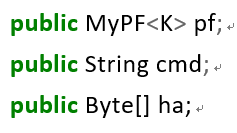 public MyPF<K> pf;
public String cmd;
public Byte[] ha;